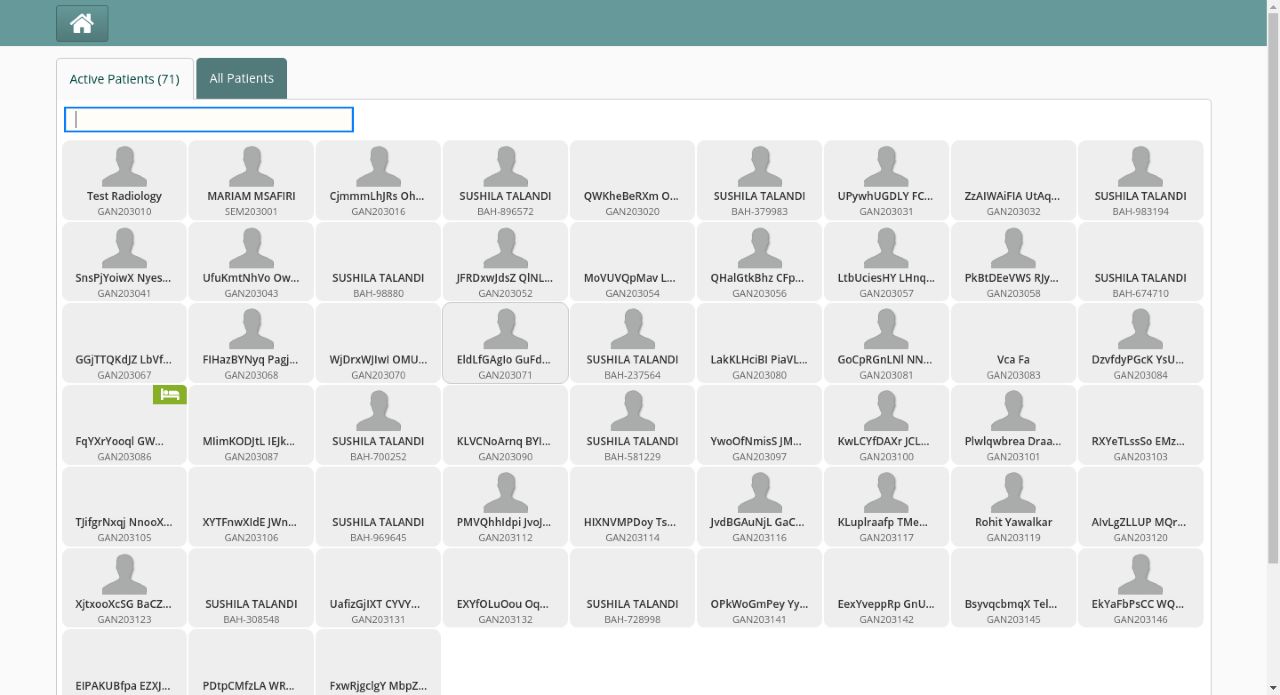 Active Patients (71)
All Patients
Test Radiology
GAN203010
MARIAM MSAFIRI
SEM203001
CjmmmLhJRs Oh...
GAN203016
SUSHILA TALANDI
BAH-896572
QWKheBeRXm O...
GAN203020
SUSHILA TALANDI
BAH-379983
UPywhUGDLY FC...
GAN203031
ZzAIWAiFIA UtAq...
GAN203032
SUSHILA TALANDI
BAH-983194
SnsPjYoiwX Nyes...
GAN203041
UfuKmtNhVo Ow...
GAN203043
SUSHILA TALANDI
BAH-98880
JFRDxwJdsZ QlNL...
GAN203052
MoVUVQpMav L...
GAN203054
QHalGtkBhz CFp...
GAN203056
LtbUciesHY LHnq...
GAN203057
PkBtDEeVWS RJy...
GAN203058
SUSHILA TALANDI
BAH-674710
GGjTTQKdJZ LbVf...
GAN203067
FIHazBYNyq Pagj...
GAN203068
WjDrxWJIwI OMU...
GAN203070
EldLfGAgIo GuFd...
GAN203071
SUSHILA TALANDI
BAH-237564
LakKLHciBI PiaVL...
GAN203080
GoCpRGnLNl NN...
GAN203081
Vca Fa
GAN203083
DzvfdyPGcK YsU...
GAN203084
FqYXrYooql GW...
GAN203086
MIimKODJtL IEJk...
GAN203087
SUSHILA TALANDI
BAH-700252
KLVCNoArnq BYI...
GAN203090
SUSHILA TALANDI
BAH-581229
YwoOfNmisS JM...
GAN203097
KwLCYfDAXr JCL...
GAN203100
Plwlqwbrea Draa...
GAN203101
RXYeTLssSo EMz...
GAN203103
TJifgrNxqj NnooX...
GAN203105
XYTFnwXIdE JWn...
GAN203106
SUSHILA TALANDI
BAH-969645
PMVQhhIdpi JvoJ...
GAN203112
HIXNVMPDoy Ts...
GAN203114
JvdBGAuNjL GaC...
GAN203116
KLuplraafp TMe...
GAN203117
Rohit Yawalkar
GAN203119
AIvLgZLLUP MQr...
GAN203120
XjtxooXcSG BaCZ...
GAN203123
SUSHILA TALANDI
BAH-308548
UafizGjIXT CYVY...
GAN203131
EXYfOLuOou Oq...
GAN203132
SUSHILA TALANDI
BAH-728998
OPkWoGmPey Yy...
GAN203141
EexYveppRp GnU...
GAN203142
BsyvqcbmqX Tel...
GAN203145
EkYaFbPsCC WQ...
GAN203146
EIPAKUBfpa EZXJ...
PDtpCMfzLA WR...
FxwRjgclgY MbpZ...